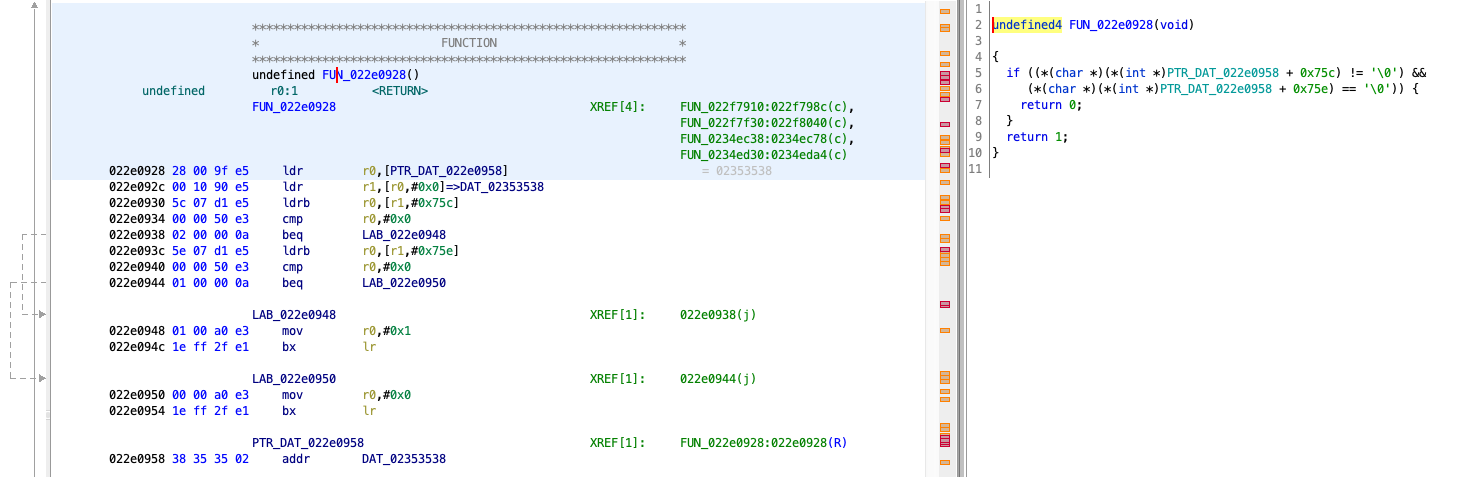 ************************************************************
* FUNCTION *
************************************************************
undefined FUN_022e0928()
undefined r0:1 <RETURN>
FUN_022e0928 XREF[4]: FUN_022f7910:022f798c(c),
FUN_022f7f30:022f8040(c),
FUN_0234ec38:0234ec78(c),
FUN_0234ed30:0234eda4(c)
022e0928 28 00 9f e5 ldr r0,[PTR_DAT_022e0958] = 02353538
022e092c 00 10 90 e5 ldr r1,[r0,#0x0]=>DAT_02353538
022e0930 5c 07 d1 e5 ldrb r0,[r1,#0x75c]
022e0934 00 00 50 e3 cmp r0,#0x0
022e0938 02 00 00 0a beq LAB_022e0948
022e093c 5e 07 d1 e5 ldrb r0,[r1,#0x75e]
022e0940 00 00 50 e3 cmp r0,#0x0
022e0944 01 00 00 0a beq LAB_022e0950
LAB_022e0948 XREF[1]: 022e0938(j)
022e0948 01 00 a0 e3 mov r0,#0x1
022e094c 1e ff 2f e1 bx lr
LAB_022e0950 XREF[1]: 022e0944(j)
022e0950 00 00 a0 e3 mov r0,#0x0
022e0954 1e ff 2f e1 bx lr
PTR_DAT_022e0958 XREF[1]: FUN_022e0928:022e0928(R)
022e0958 38 35 35 02 addr DAT_02353538
1
2 undefined4 FUN_022e0928(void)
3
4 {
5 if ((*(char *)(*(int *)PTR_DAT_022e0958 + 0x75c) != '\0') &&
6 (*(char *)(*(int *)PTR_DAT_022e0958 + 0x75e) == '\0')) {
7 return 0;
8 }
9 return 1;
10 }
11